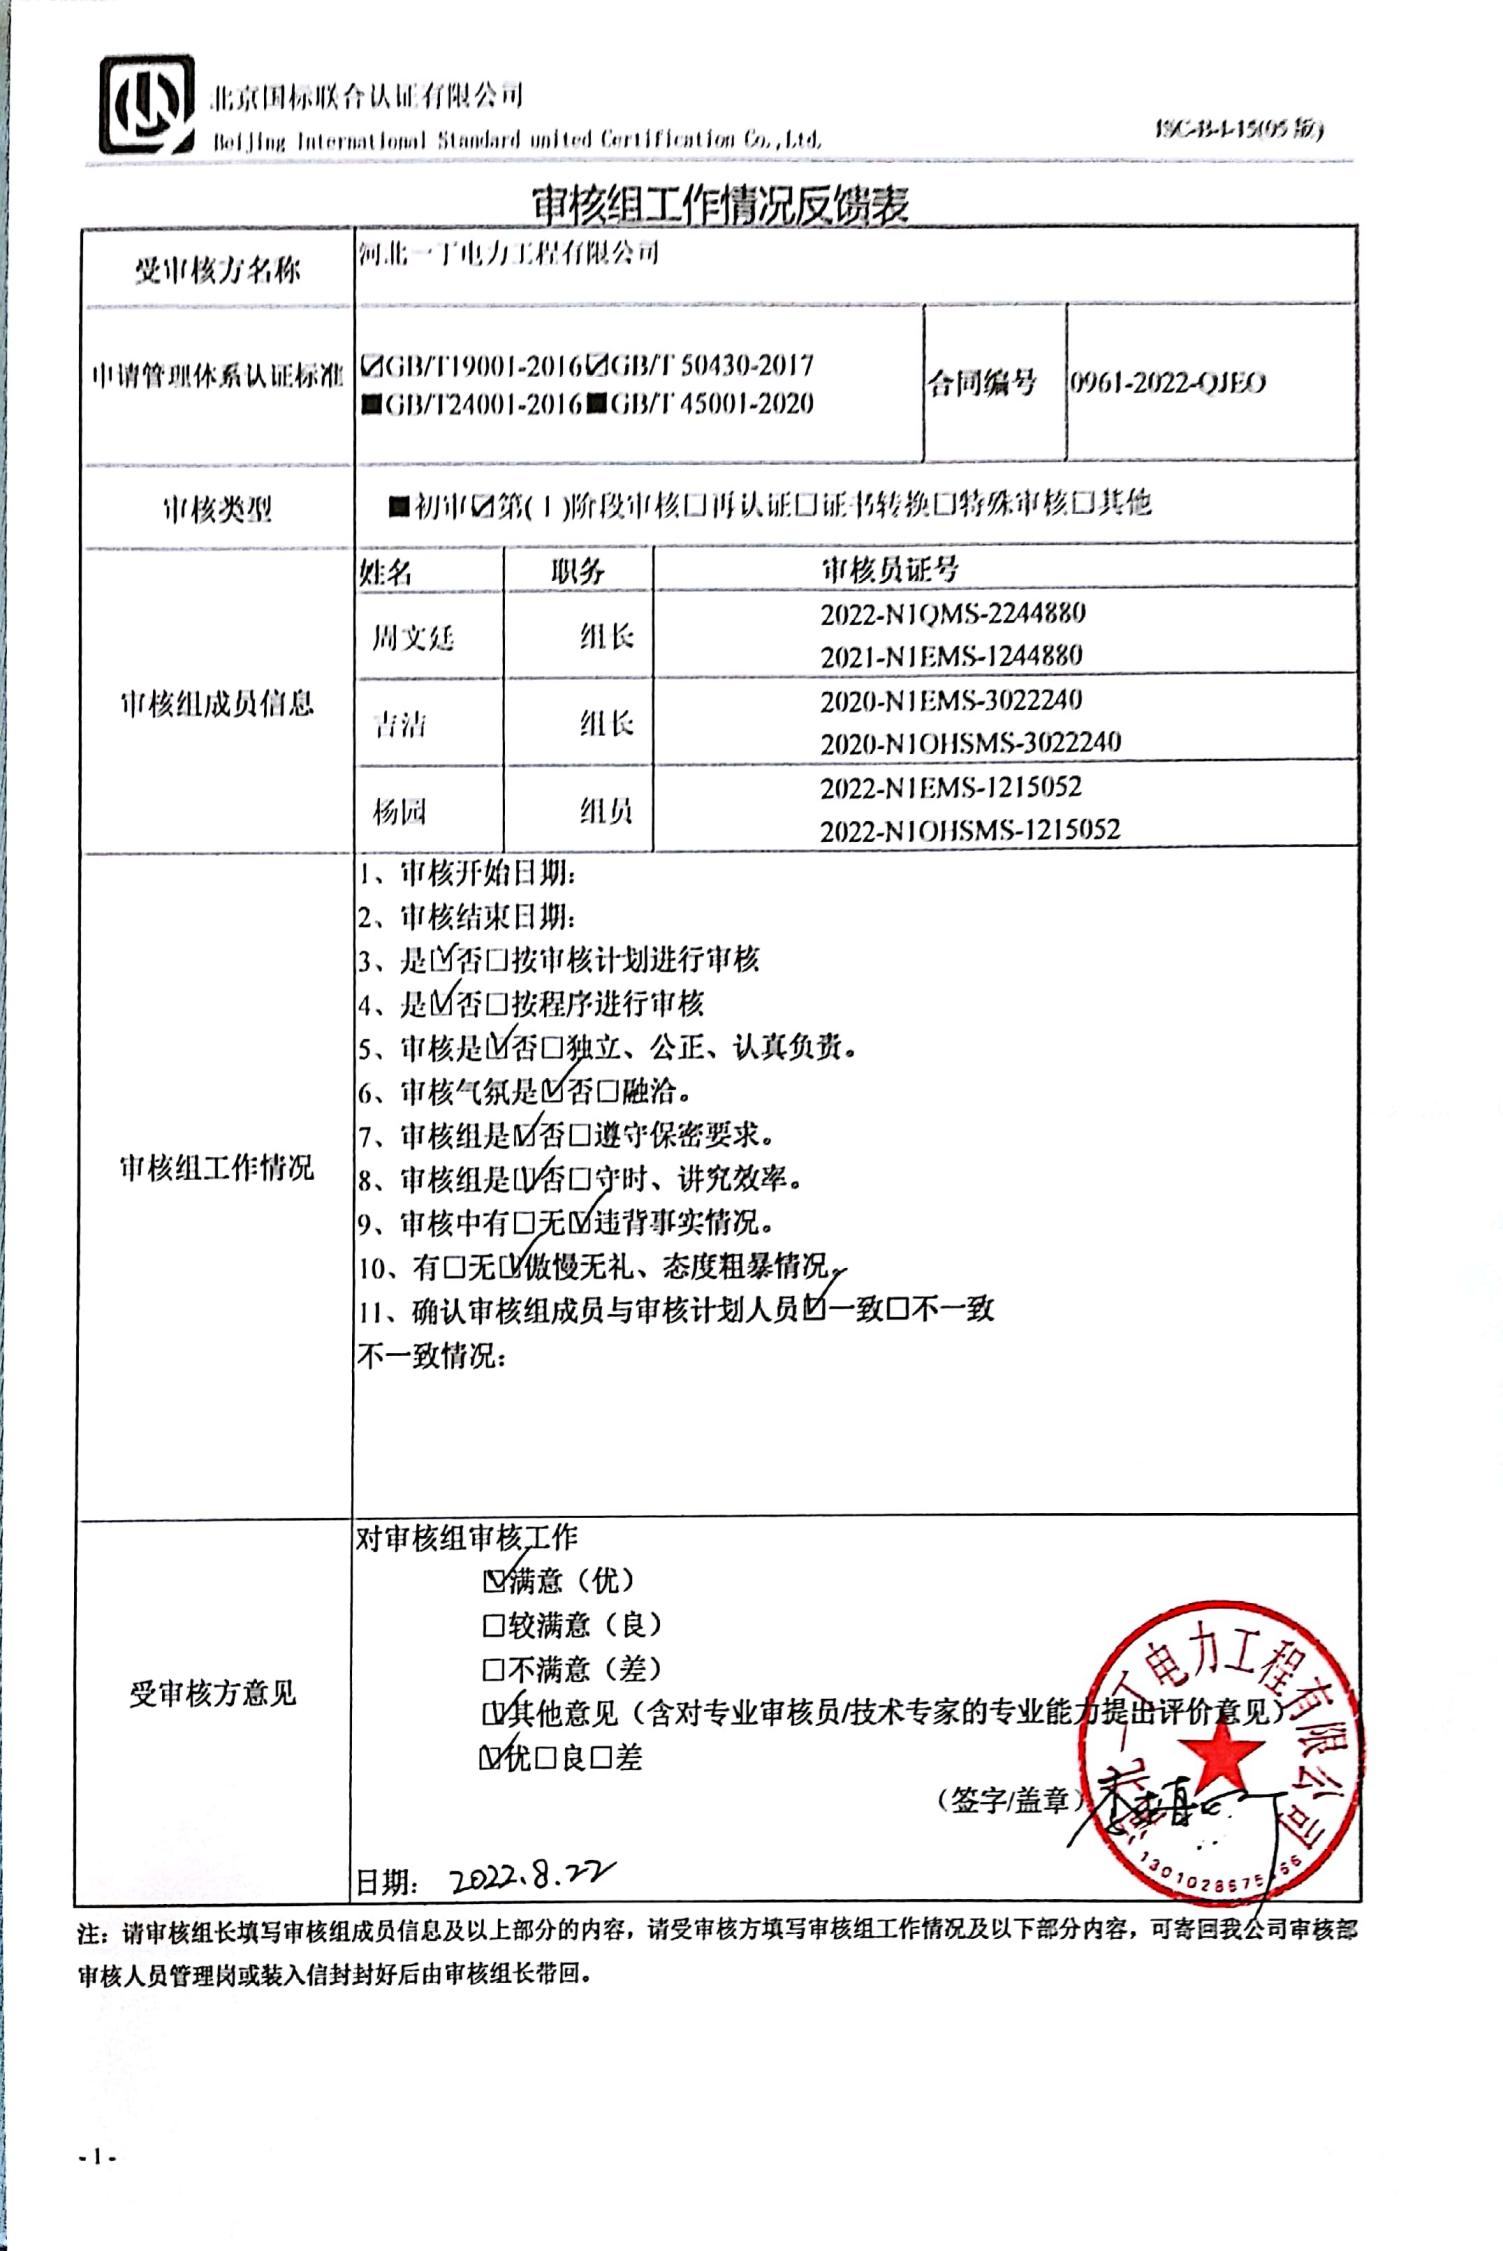 北京国标联合认证有限公司
BeiJing International Standard united Certification Co.,Ltd.
ISC-B-I-15(05 版)
审核组工作情况反馈表
受审核方名称
河北一丁电力工程有限公司
申请管理体系认证标准
☑GB/T19001-2016☑GB/T 50430-2017
■GB/T24001-2016■GB/T 45001-2020
合同编号
0961-2022-QJEO
审核类型
■初审☑第(1)阶段审核□再认证□证书转换□特殊审核□其他
审核组成员信息
姓名 职务 审核员证号
周文廷 组长
2022-N1QMS-2244880
2021-N1EMS-1244880
吉洁 组长
2020-N1EMS-3022240
2020-N1OHSMS-3022240
杨园 组员
2022-N1EMS-1215052
2022-N1OHSMS-1215052
审核组工作情况
1、审核开始日期：
2、审核结束日期：
3、是☑否□按审核计划进行审核
4、是☑否□按程序进行审核
5、审核是☑否□独立、公正、认真负责。
6、审核气氛是☑否□融洽。
7、审核组是☑否□遵守保密要求。
8、审核组是☑否□守时、讲究效率。
9、审核中有□无☑违背事实情况。
10、有□无☑傲慢无礼、态度粗暴情况。
11、确认审核组成员与审核计划人员☑一致□不一致
不一致情况：
受审核方意见
对审核组审核工作
☑满意（优）
□较满意（良）
□不满意（差）
☑其他意见（含对专业审核员/技术专家的专业能力提出评价意见）
☑优□良□差
（签字/盖章）
河北一丁电力工程有限公司
日期： 2022.8.22
注：请审核组长填写审核组成员信息及以上部分的内容，请受审核方填写审核组工作情况及以下部分内容，可寄回我公司审核部
审核人员管理岗或装入信封封好后由审核组长带回。
- 1 -